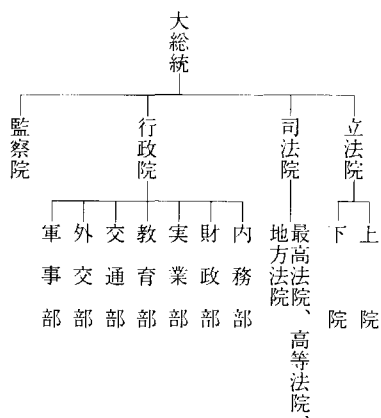 大総統
立法院
上院
下院
司法院
最高法院、高等法院、
地方法院
行政院
内務部
財政部
実業部
教育部
交通部
外交部
軍事部
監察院